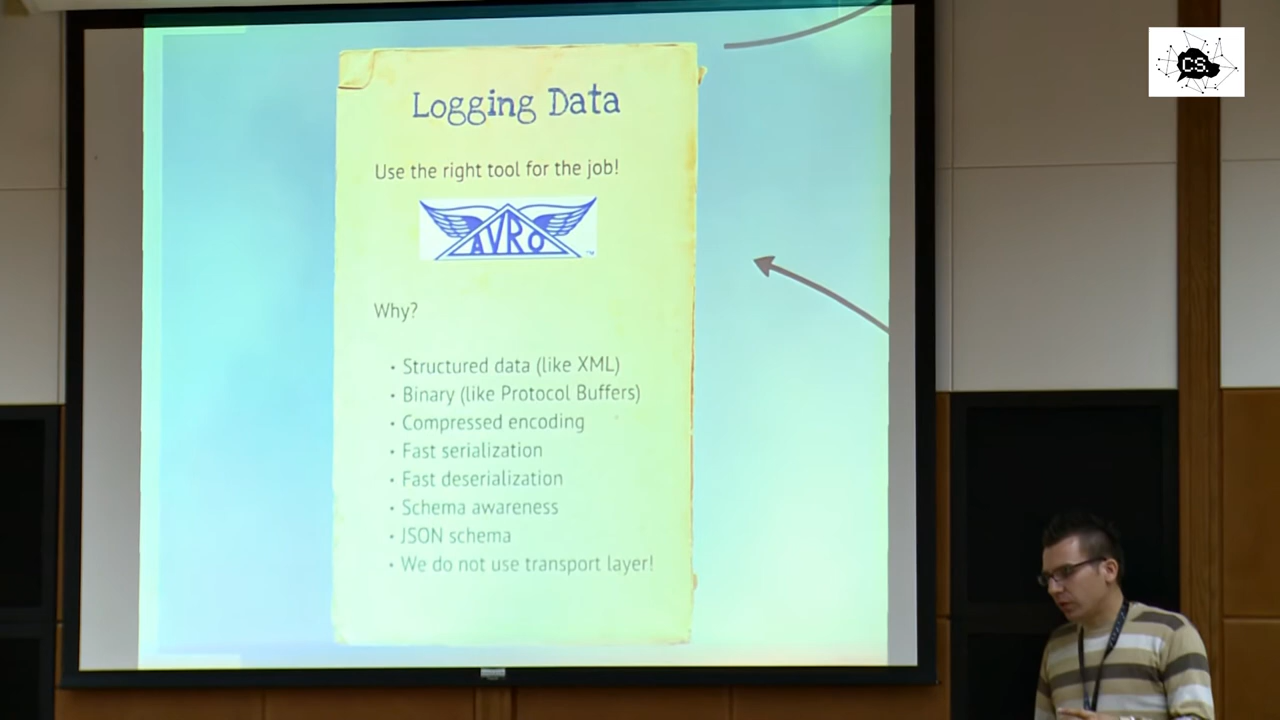 Logging Data
Use the right tool for the job!
AVRO
™
Why?
• Structured data (like XML)
• Binary (like Protocol Buffers)
• Compressed encoding
• Fast serialization
• Fast deserialization
• Schema awareness
• JSON schema
• We do not use transport layer!
CS.